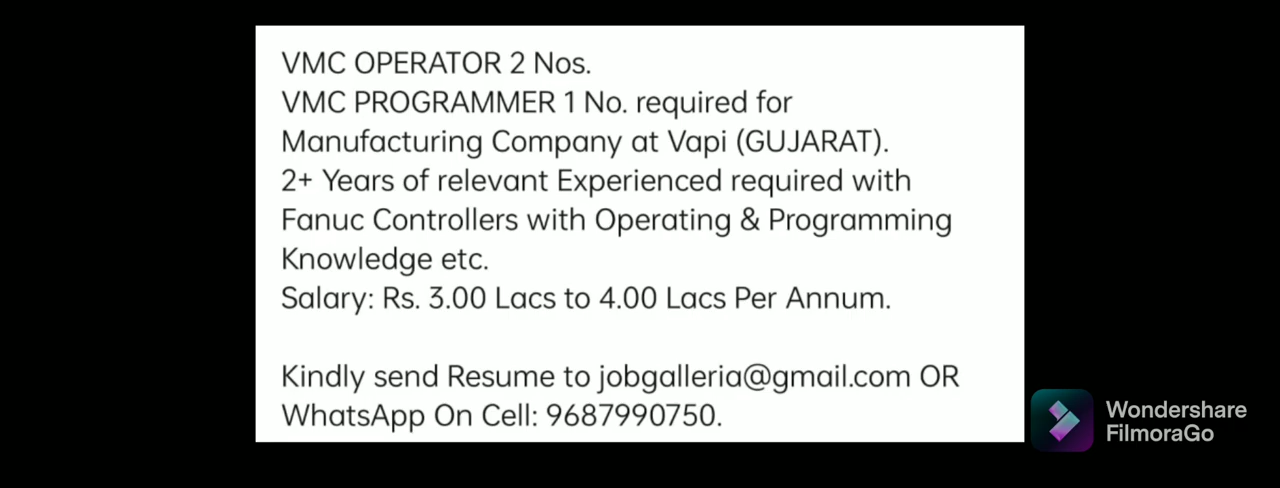 VMC OPERATOR 2 Nos.
VMC PROGRAMMER 1 No. required for
Manufacturing Company at Vapi (GUJARAT).
2+ Years of relevant Experienced required with
Fanuc Controllers with Operating & Programming
Knowledge etc.
Salary: Rs. 3.00 Lacs to 4.00 Lacs Per Annum.
Kindly send Resume to jobgalleria@gmail.com OR
WhatsApp On Cell: 9687990750.
Wondershare
FilmoraGo